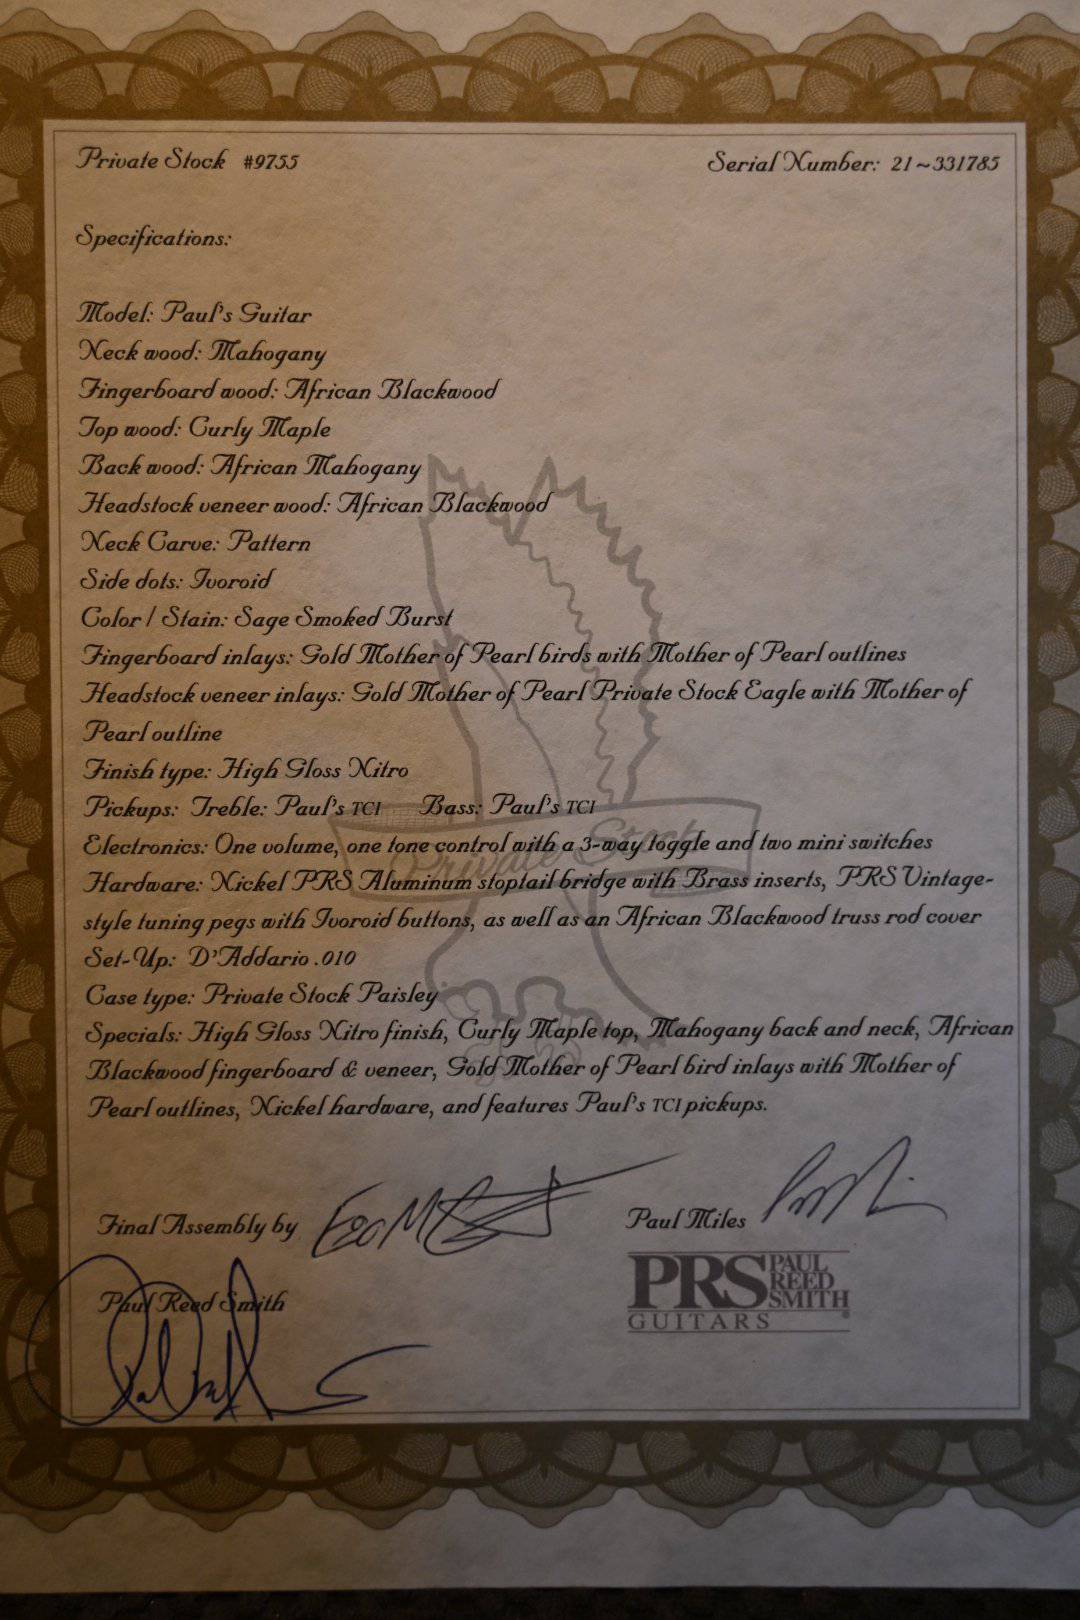 Private Stock #9755
Serial Number: 21~331785
Specifications:
Model: Paul's Guitar
Neck wood: Mahogany
Fingerboard wood: African Blackwood
Top wood: Curly Maple
Back wood: African Mahogany
Headstock veneer wood: African Blackwood
Neck Carve: Pattern
Side dots: Ivoroid
Color / Stain: Sage Smoked Burst
Fingerboard inlays: Gold Mother of Pearl birds with Mother of Pearl outlines
Headstock veneer inlays: Gold Mother of Pearl Private Stock Eagle with Mother of
Pearl outline
Finish type: High Gloss Nitro
Pickups: Treble: Paul's TCI Bass: Paul's TCI
Electronics: One volume, one tone control with a 3-way toggle and two mini switches
Private Stock
Hardware: Nickel PRS Aluminum stoptail bridge with Brass inserts, PRS Vintage-
style tuning pegs with Ivoroid buttons, as well as an African Blackwood truss rod cover
Set-Up: D'Addario .010
Case type: Private Stock Paisley
Specials: High Gloss Nitro finish, Curly Maple top, Mahogany back and neck, African
Blackwood fingerboard & veneer, Gold Mother of Pearl bird inlays with Mother of
Pearl outlines, Nickel hardware, and features Paul's TCI pickups.
Final Assembly by
Paul Miles
Paul Reed Smith
PRS PAUL REED SMITH
GUITARS